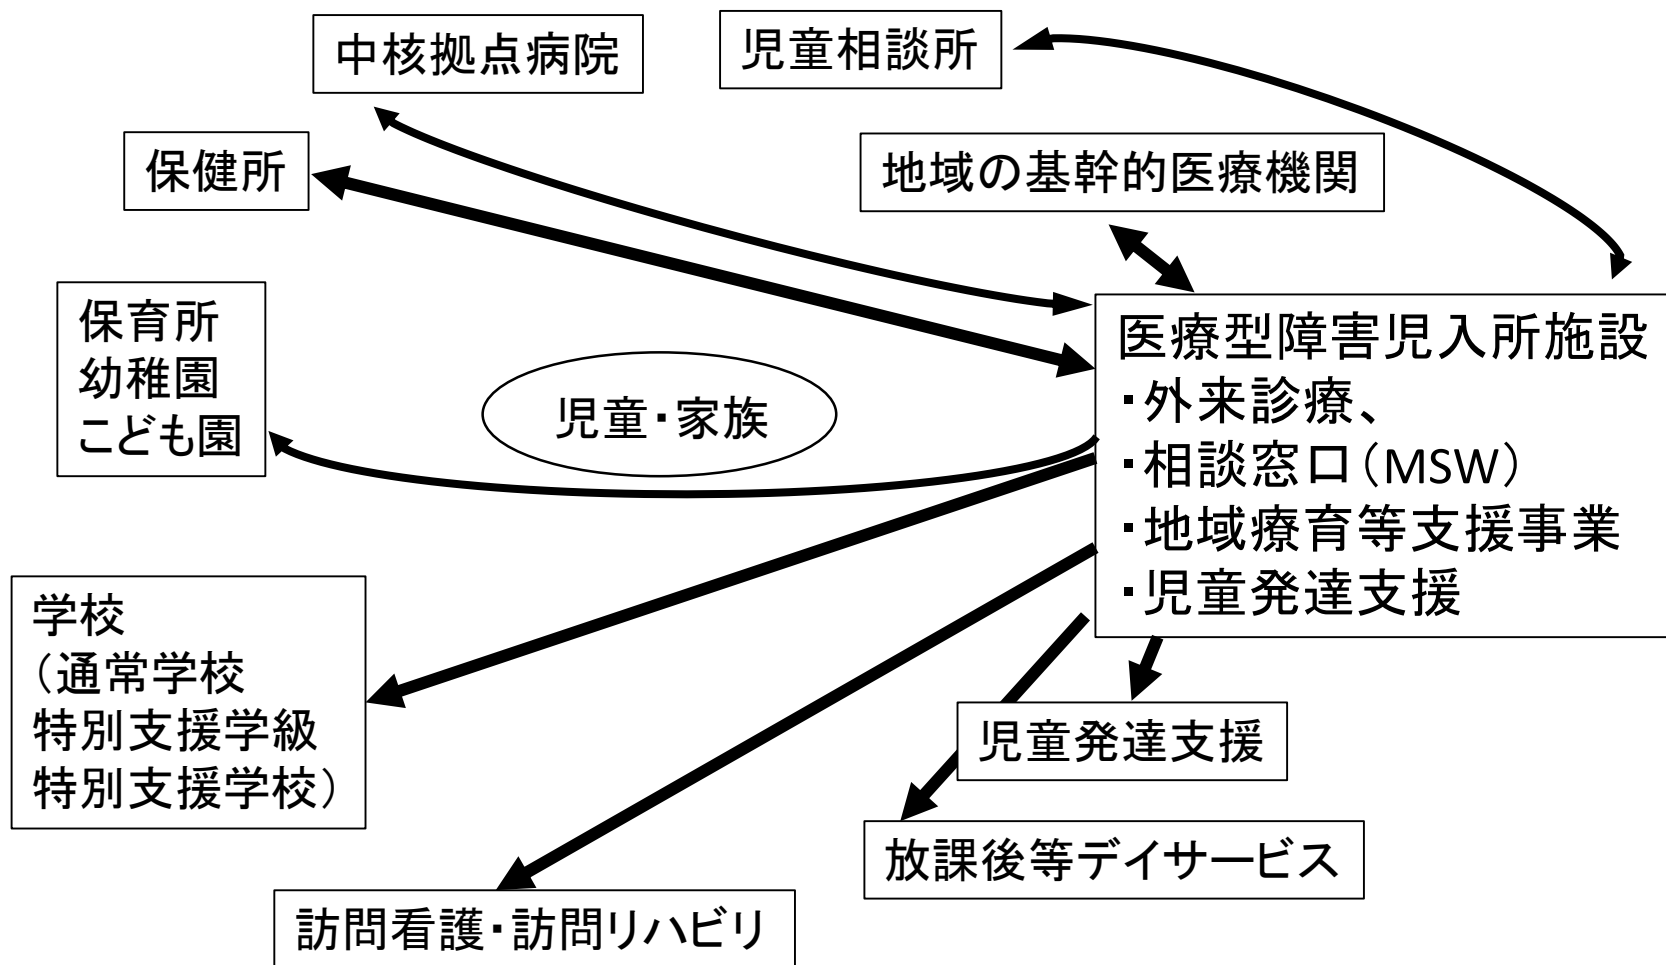 中核拠点病院
児童相談所
保健所
地域の基幹的医療機関
保育所
幼稚園
こども園
児童・家族
医療型障害児入所施設
・外来診療、
・相談窓口（MSW）
・地域療育等支援事業
・児童発達支援
学校
（通常学校
特別支援学級
特別支援学校）
児童発達支援
放課後等デイサービス
訪問看護・訪問リハビリ